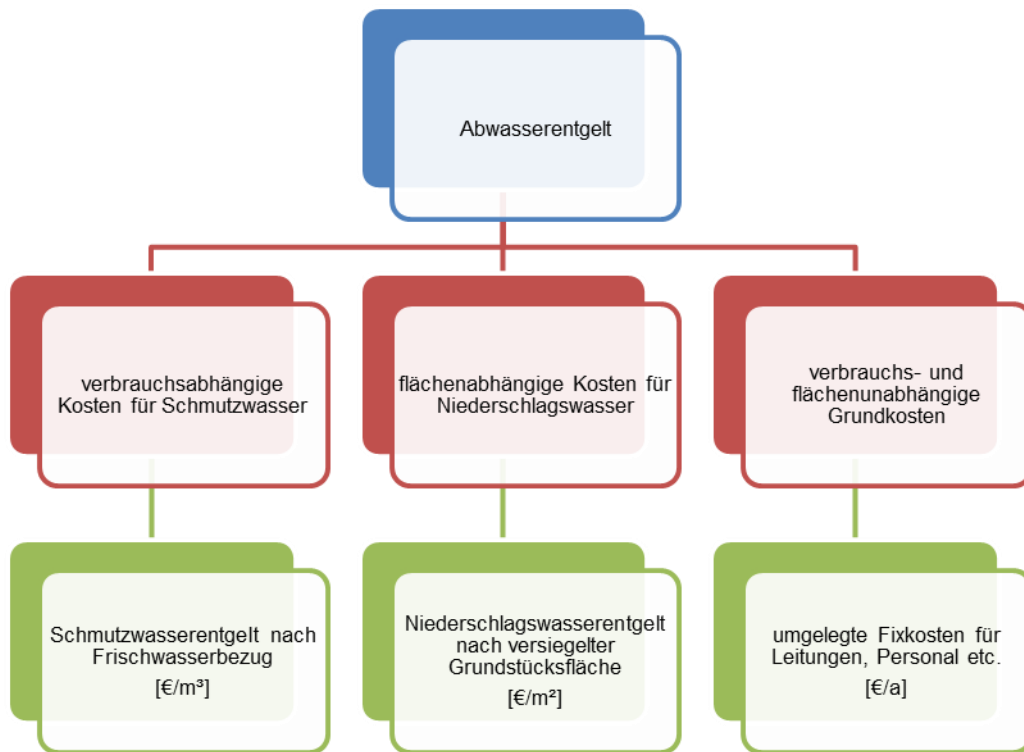 Abwasserentgelt
verbrauchsabhängige
Kosten für Schmutzwasser
flächenabhängige Kosten für
Niederschlagswasser
verbrauchs- und
flächenunabhängige
Grundkosten
Schmutzwasserentgelt nach
Frischwasserbezug
[€/m³]
Niederschlagswasserentgelt
nach versiegelter
Grundstücksfläche
[€/m²]
umgelegte Fixkosten für
Leitungen, Personal etc.
[€/a]